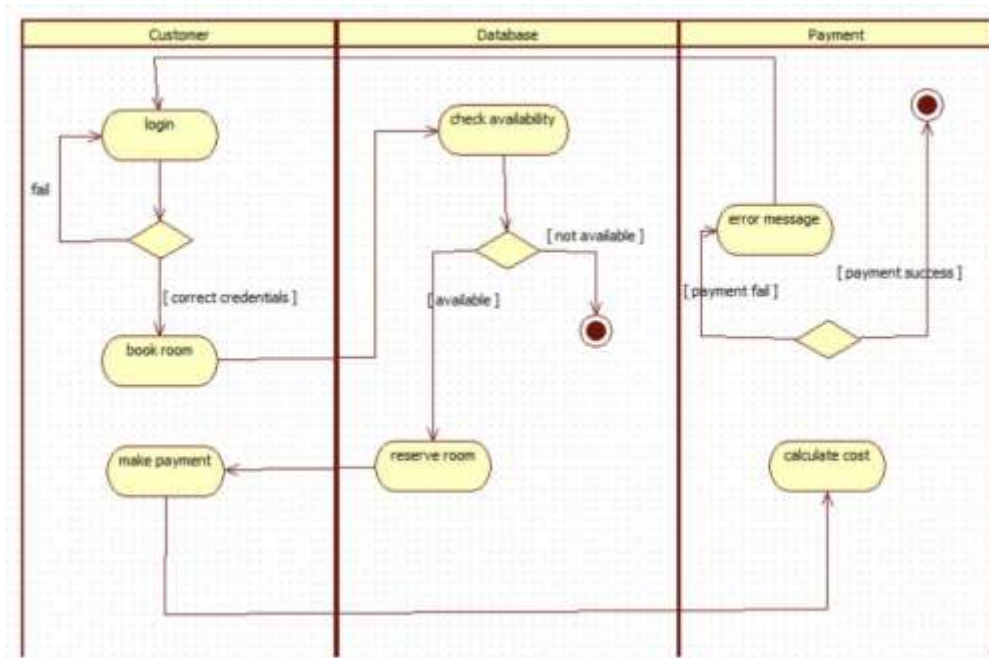 Customer
Database
Payment
login
check availability
fail
error message
[ not available ]
[ payment success ]
[ correct credentials ]
[ available ]
[ payment fail ]
book room
make payment
reserve room
calculate cost